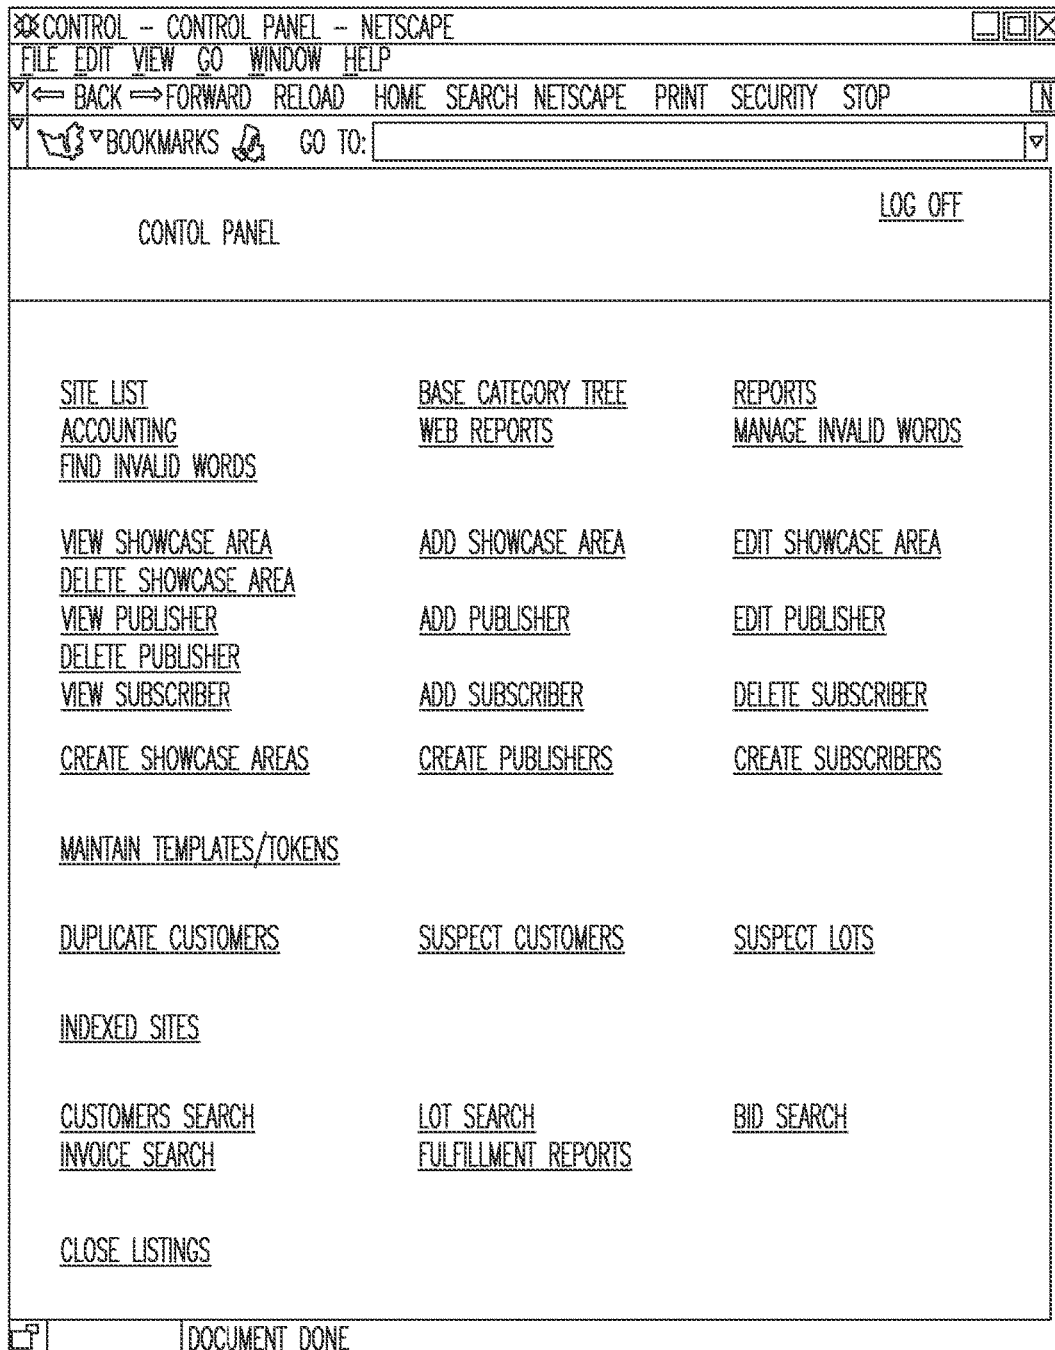 CONTROL – CONTROL PANEL – NETSCAPE
FILE EDIT VIEW GO WINDOW HELP
BACK FORWARD RELOAD HOME SEARCH NETSCAPE PRINT SECURITY STOP N
BOOKMARKS GO TO:
LOG OFF
CONTOL PANEL
SITE LIST BASE CATEGORY TREE REPORTS
ACCOUNTING WEB REPORTS MANAGE INVALID WORDS
FIND INVALID WORDS
VIEW SHOWCASE AREA ADD SHOWCASE AREA EDIT SHOWCASE AREA
DELETE SHOWCASE AREA
VIEW PUBLISHER ADD PUBLISHER EDIT PUBLISHER
DELETE PUBLISHER
VIEW SUBSCRIBER ADD SUBSCRIBER DELETE SUBSCRIBER
CREATE SHOWCASE AREAS CREATE PUBLISHERS CREATE SUBSCRIBERS
MAINTAIN TEMPLATES/TOKENS
DUPLICATE CUSTOMERS SUSPECT CUSTOMERS SUSPECT LOTS
INDEXED SITES
CUSTOMERS SEARCH LOT SEARCH BID SEARCH
INVOICE SEARCH FULFILLMENT REPORTS
CLOSE LISTINGS
DOCUMENT DONE